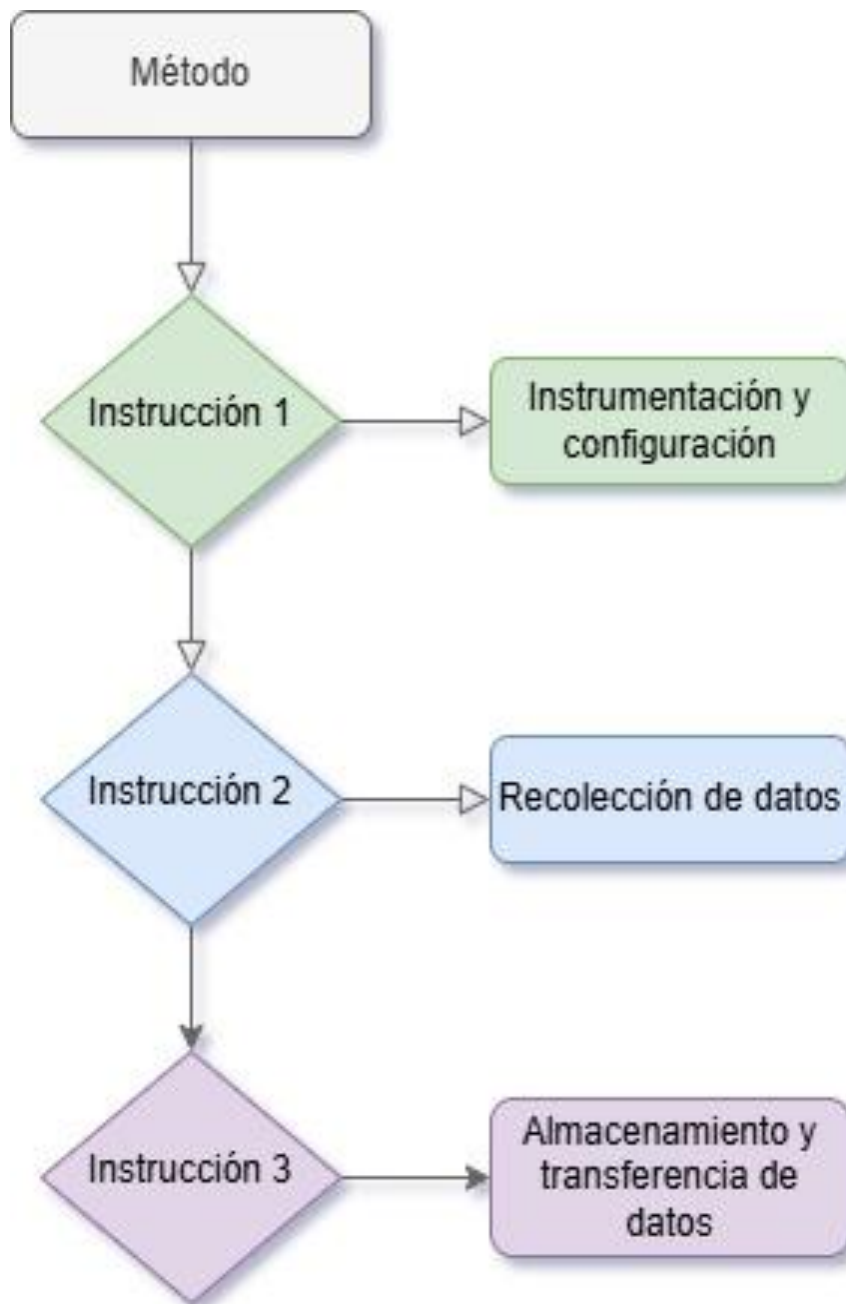 Método
Instrucción 1
Instrumentación y
configuración
Instrucción 2
Recolección de datos
Instrucción 3
Almacenamiento y
transferencia de
datos